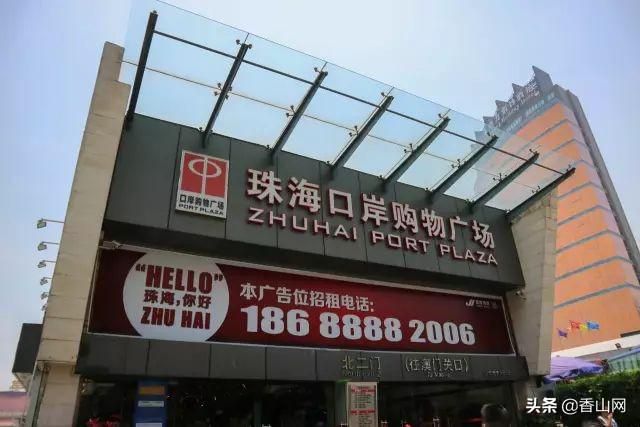 口岸购物广场
PORT PLAZA
珠海口岸购物广场
ZHUHAI PORT PLAZA
"HELLO"
珠海,你好
ZHU HAI
本广告位招租电话:
186 8888 2006
北二门 (往澳门关口)
头条 @香山网